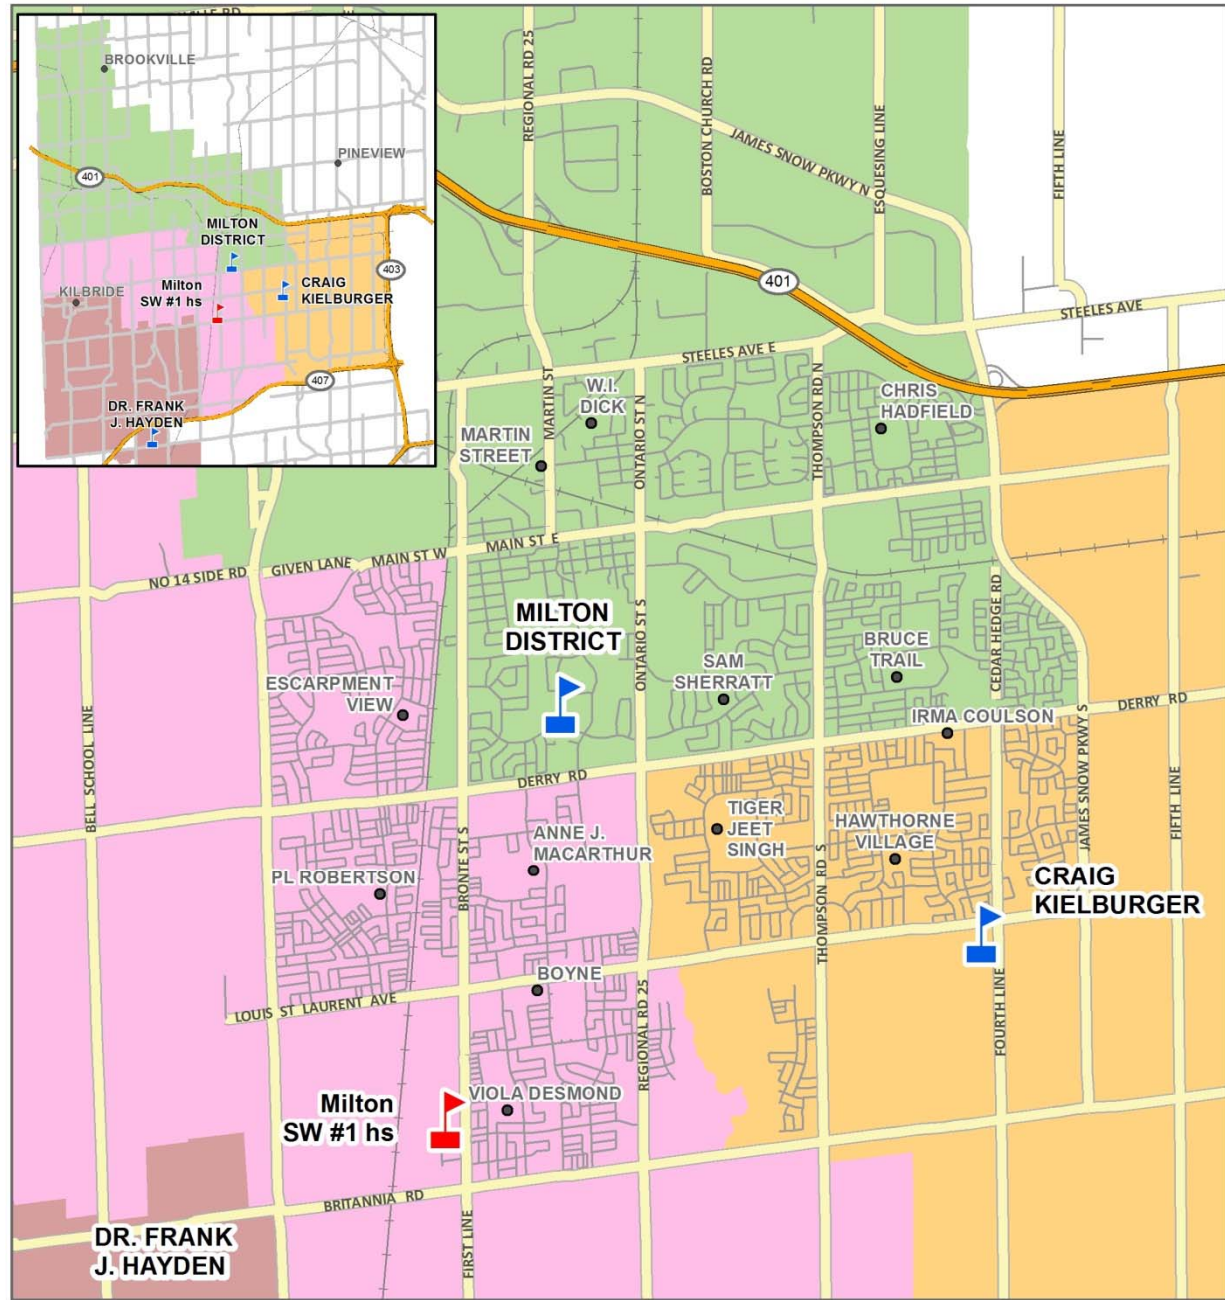 BROOKVILLE
PINEVIEW
401
MILTON
DISTRICT
403
Milton
SW #1 hs
CRAIG
KIELBURGER
KILBRIDE
407
DR. FRANK
J. HAYDEN
REGIONAL RD 25
BOSTON CHURCH RD
JAMES SNOW PKWY N
ESQUESING LINE
FIFTH LINE
401
STEELES AVE
STEELES AVE E
MARTIN ST
W.I.
DICK
ONTARIO ST N
THOMPSON RD N
CHRIS
HADFIELD
MARTIN
STREET
MAIN ST E
MAIN ST W
GIVEN LANE
NO 14 SIDE RD
MILTON
DISTRICT
ONTARIO ST S
CEDAR HEDGE RD
BRUCE
TRAIL
SAM
SHERRATT
ESCARPMENT
VIEW
IRMA COULSON
DERRY RD
BELL SCHOOL LINE
DERRY RD
JAMES SNOW PKWY S
FIFTH LINE
TIGER
JEET
SINGH
HAWTHORNE
VILLAGE
ANNE J.
MACARTHUR
BRONTE ST S
PL ROBERTSON
THOMPSON RD S
CRAIG
KIELBURGER
BOYNE
LOUIS ST LAURENT AVE
REGIONAL RD 25
FOURTH LINE
VIOLA DESMOND
Milton
SW #1 hs
BRITANNIA RD
FIRST LINE
DR. FRANK
J. HAYDEN